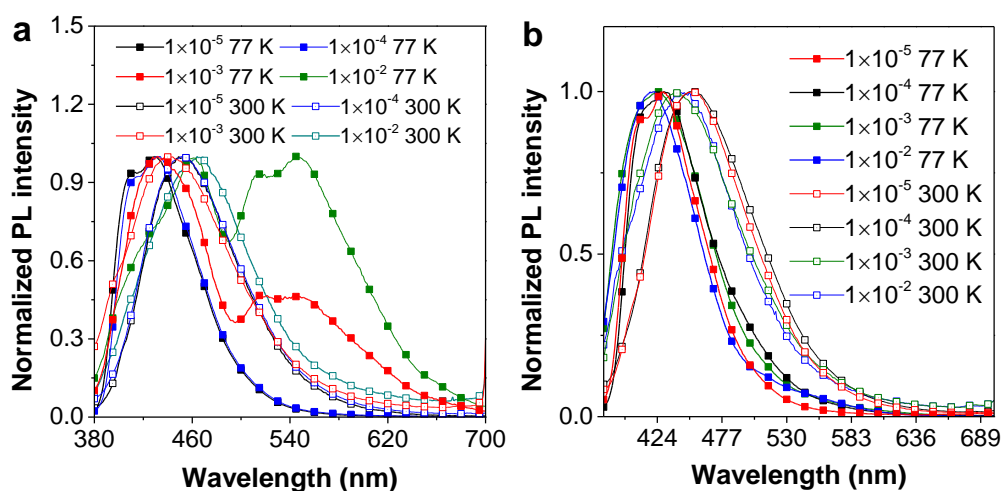 a
1×10⁻⁵ 77 K 1×10⁻⁴ 77 K
1×10⁻³ 77 K 1×10⁻² 77 K
1×10⁻⁵ 300 K 1×10⁻⁴ 300 K
1×10⁻³ 300 K 1×10⁻² 300 K
Normalized PL intensity
1.5
1.2
0.9
0.6
0.3
0.0
380 460 540 620 700
Wavelength (nm)
b
1×10⁻⁵ 77 K
1×10⁻⁴ 77 K
1×10⁻³ 77 K
1×10⁻² 77 K
1×10⁻⁵ 300 K
1×10⁻⁴ 300 K
1×10⁻³ 300 K
1×10⁻² 300 K
Normalized PL intensity
1.0
0.5
0.0
424 477 530 583 636 689
Wavelength (nm)